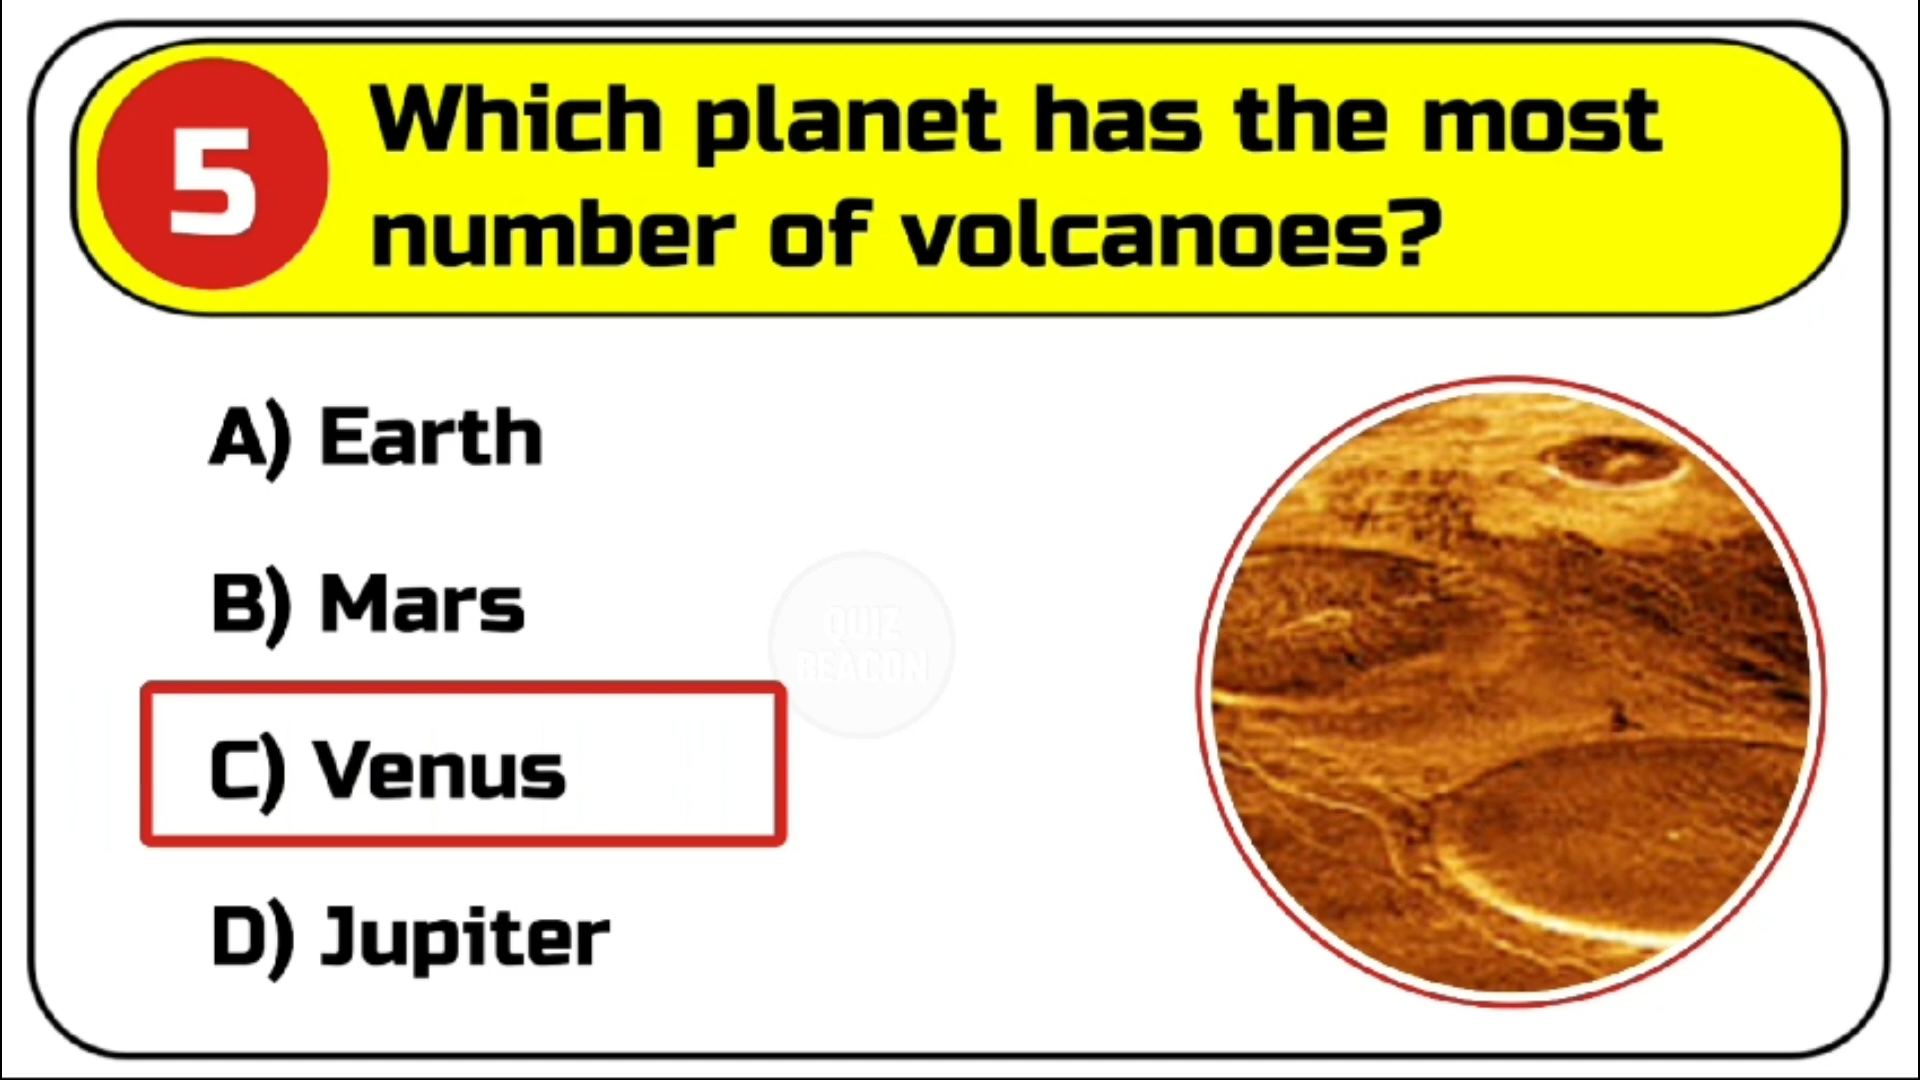 5
Which planet has the most
number of volcanoes?
A) Earth
B) Mars
C) Venus
D) Jupiter
QUIZ
BEACON